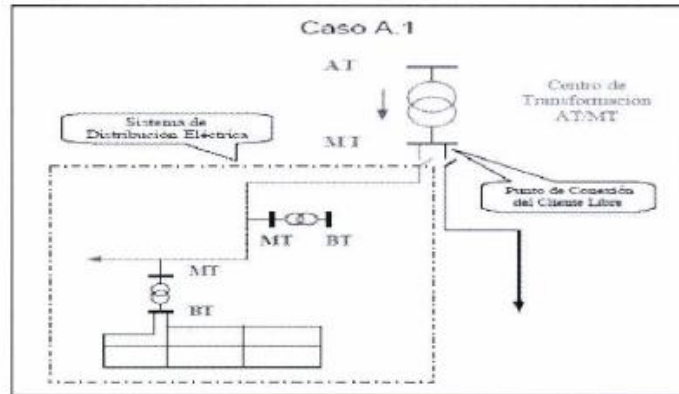 Caso A.1
AT
Centro de
Transformacion
AT/MT
Sistema de
Distribución Eléctrica
MT
Punto de Conexión
del Cliente Libre
MT BT
MT
BT